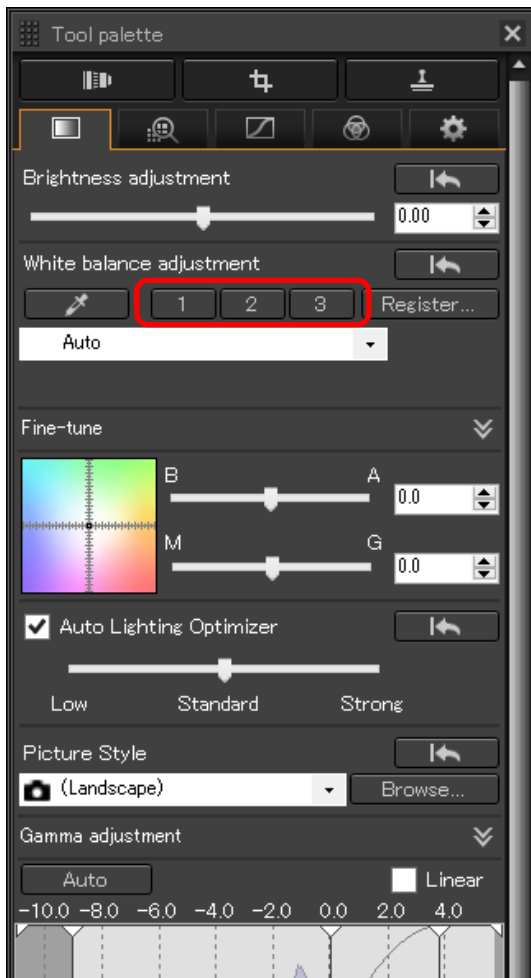 Tool palette
Brightness adjustment
0.00
White balance adjustment
1 2 3 Register...
Auto
Fine-tune
B A
0.0
M G
0.0
Auto Lighting Optimizer
Low Standard Strong
Picture Style
(Landscape) Browse...
Gamma adjustment
Auto Linear
-10.0 -8.0 -6.0 -4.0 -2.0 0.0 2.0 4.0